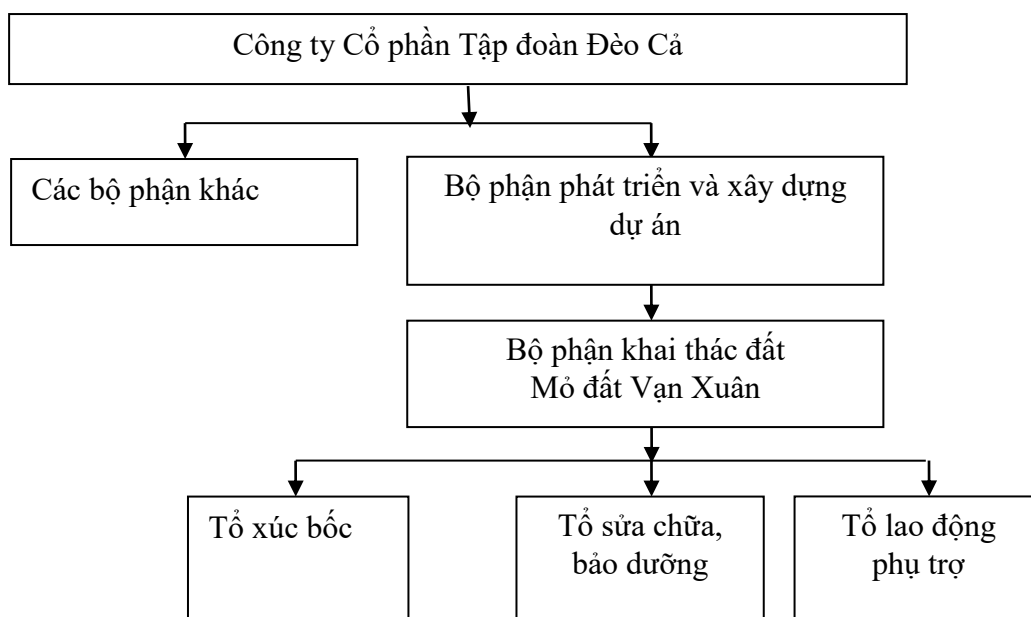 Công ty Cổ phần Tập đoàn Đèo Cả
Các bộ phận khác
Bộ phận phát triển và xây dựng
dự án
Bộ phận khai thác đất
Mỏ đất Vạn Xuân
Tổ xúc bốc
Tổ sửa chữa,
bảo dưỡng
Tổ lao động
phụ trợ